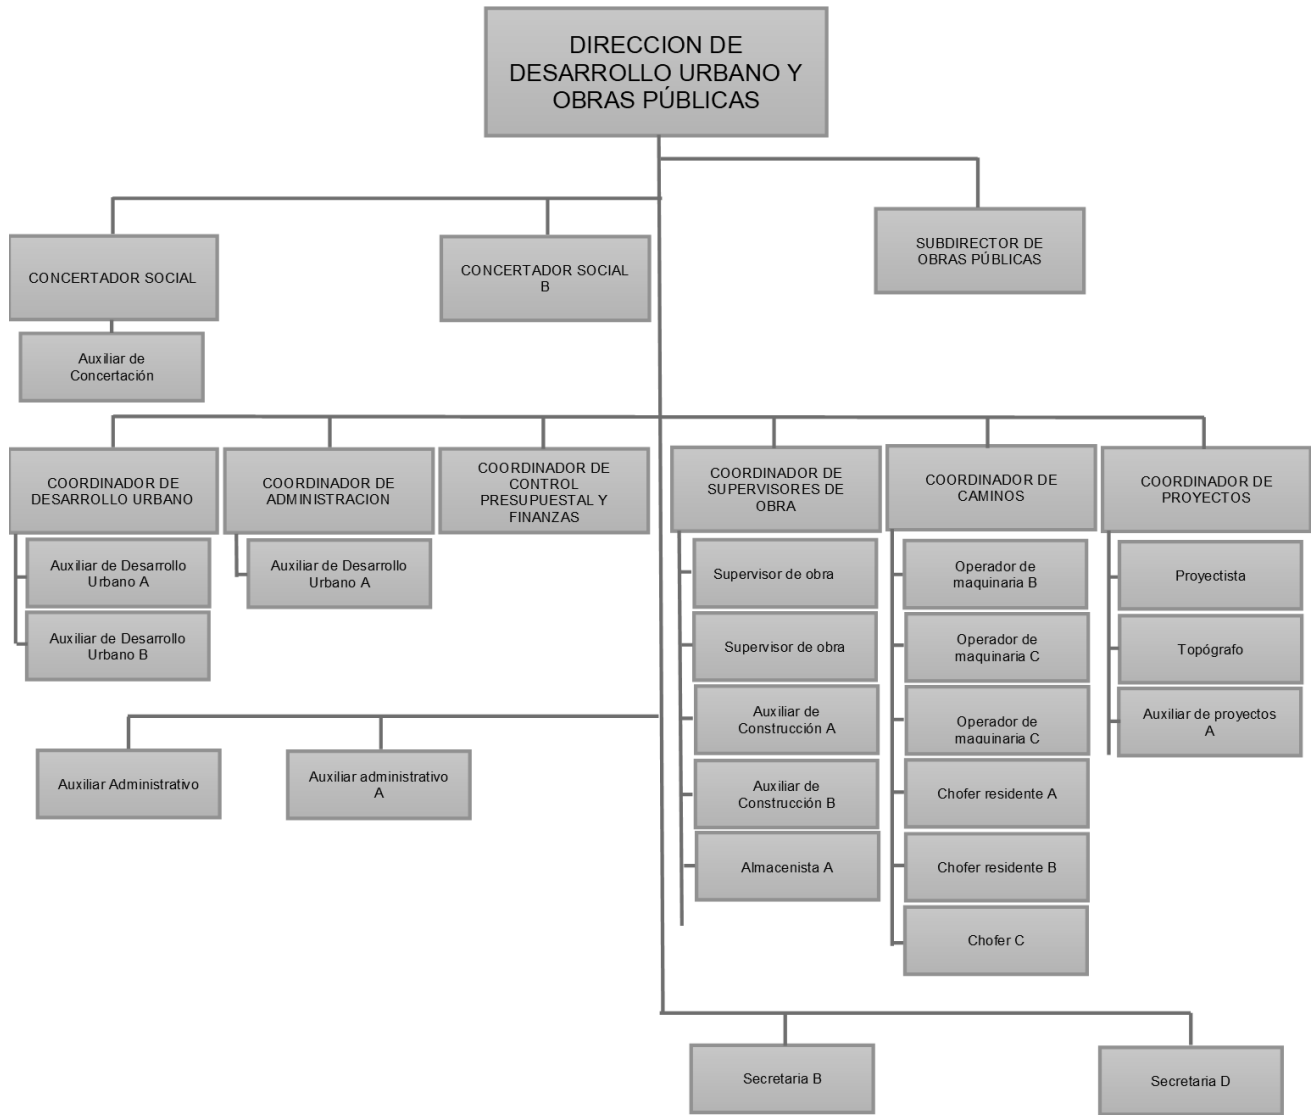 DIRECCION DE
DESARROLLO URBANO Y
OBRAS PÚBLICAS
SUBDIRECTOR DE
OBRAS PÚBLICAS
CONCERTADOR SOCIAL
CONCERTADOR SOCIAL
B
Auxiliar de
Concertación
COORDINADOR DE
DESARROLLO URBANO
COORDINADOR DE
ADMINISTRACION
COORDINADOR DE
CONTROL
PRESUPUESTAL Y
FINANZAS
COORDINADOR DE
SUPERVISORES DE
OBRA
COORDINADOR DE
CAMINOS
COORDINADOR DE
PROYECTOS
Auxiliar de Desarrollo
Urbano A
Auxiliar de Desarrollo
Urbano B
Auxiliar de Desarrollo
Urbano A
Supervisor de obra
Supervisor de obra
Auxiliar de
Construcción A
Auxiliar de
Construcción B
Almacenista A
Operador de
maquinaria B
Operador de
maquinaria C
Operador de
maquinaria C
Chofer residente A
Chofer residente B
Chofer C
Proyectista
Topógrafo
Auxiliar de proyectos
A
Auxiliar Administrativo
Auxiliar administrativo
A
Secretaria B
Secretaria D